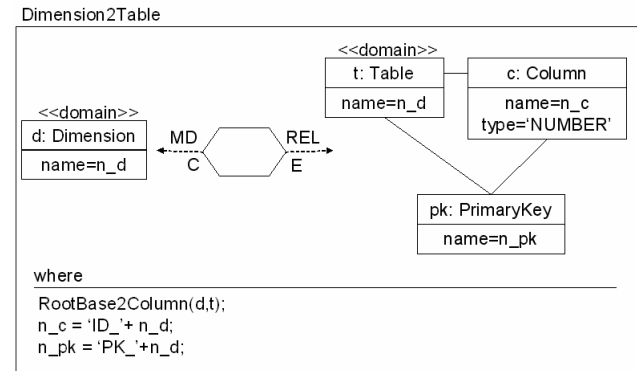 Dimension2Table
<<domain>>
t: Table
name=n_d
c: Column
name=n_c
type='NUMBER'
<<domain>>
d: Dimension
name=n_d
MD
REL
C
E
pk: PrimaryKey
name=n_pk
where
RootBase2Column(d,t);
n_c = ‘ID_’+ n_d;
n_pk = ‘PK_’+n_d;